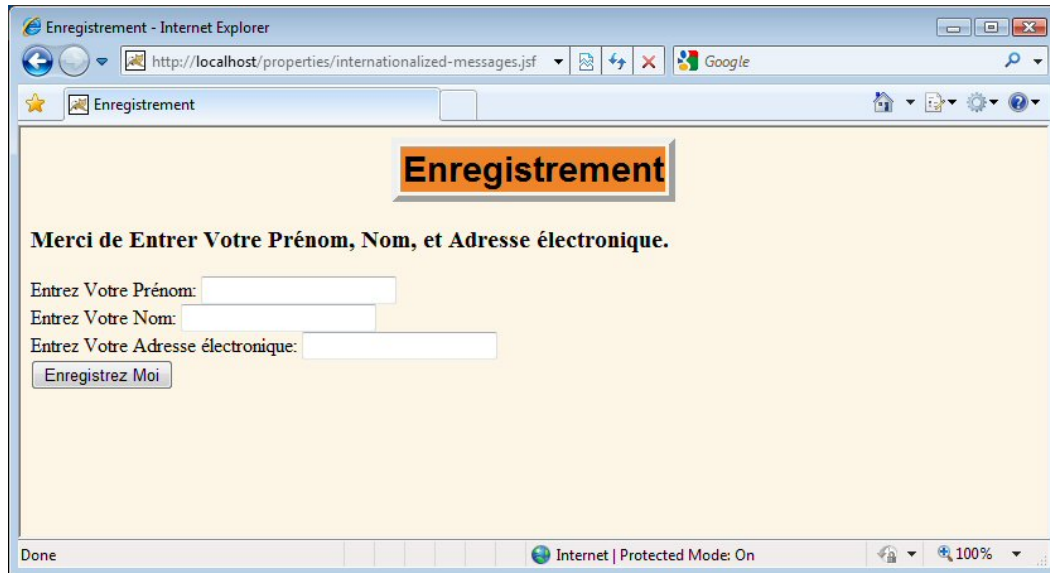 Enregistrement - Internet Explorer
http://localhost/properties/internationalized-messages.jsf
Google
Enregistrement
Enregistrement
Merci de Entrer Votre Prénom, Nom, et Adresse électronique.
Entrez Votre Prénom:
Entrez Votre Nom:
Entrez Votre Adresse électronique:
Enregistrez Moi
Done
Internet | Protected Mode: On
100%